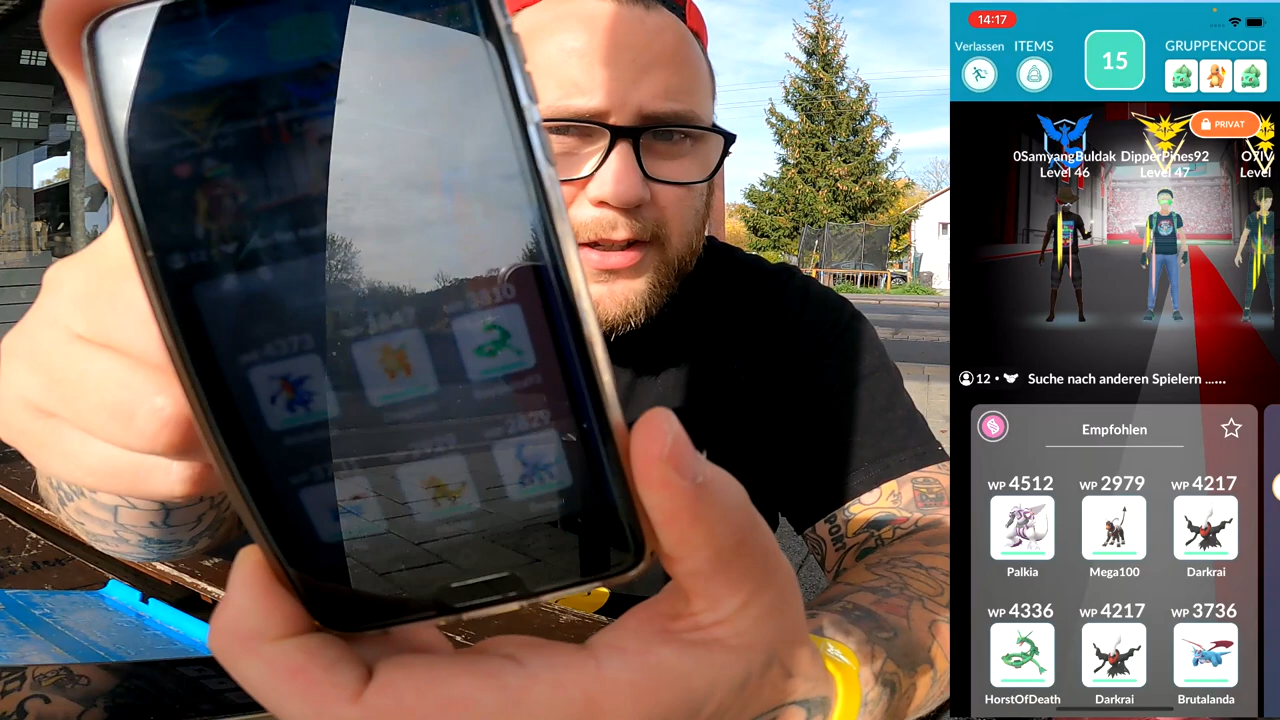 14:17
Verlassen ITEMS
15
GRUPPENCODE
PRIVAT
0SamyangBuldak DipperPines92
Level 46 Level 47 Level
12 • Suche nach anderen Spielern ......
Empfohlen
WP 4512 WP 2979 WP 4217
Palkia Mega100 Darkrai
WP 4336 WP 4217 WP 3736
HorstOfDeath Darkrai Brutalanda